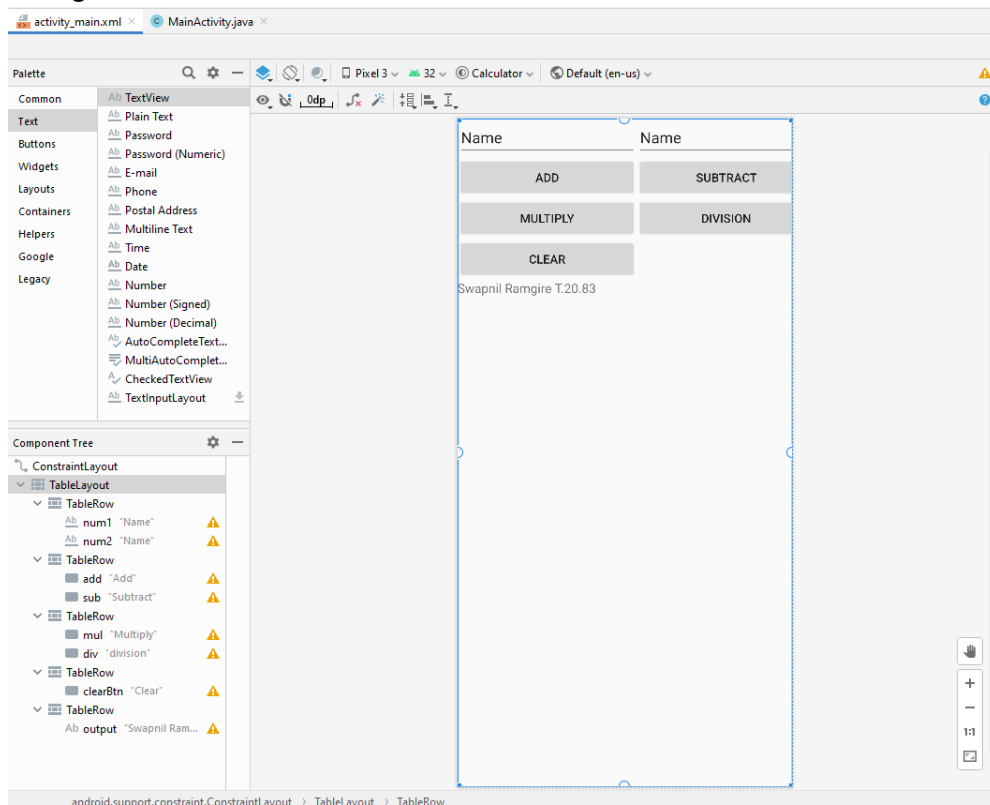 activity_main.xml × MainActivity.java ×
Palette
Pixel 3 32 Calculator Default (en-us)
Common
Text
Buttons
Widgets
Layouts
Containers
Helpers
Google
Legacy
Ab TextView
Ab Plain Text
Ab Password
Ab Password (Numeric)
Ab E-mail
Ab Phone
Ab Postal Address
Ab Multiline Text
Ab Time
Ab Date
Ab Number
Ab Number (Signed)
Ab Number (Decimal)
Ab AutoCompleteText...
MultiAutoComplet...
CheckedTextView
Ab TextInputLayout
0dp
Name Name
ADD SUBTRACT
MULTIPLY DIVISION
CLEAR
Swapnil Ramgire T.20.83
Component Tree
ConstraintLayout
TableLayout
TableRow
Ab num1 "Name"
Ab num2 "Name"
TableRow
add "Add"
sub "Subtract"
TableRow
mul "Multiply"
div "division"
TableRow
clearBtn "Clear"
TableRow
Ab output "Swapnil Ram...
1:1
android.support.constraint.ConstraintLayout > TableLayout > TableRow